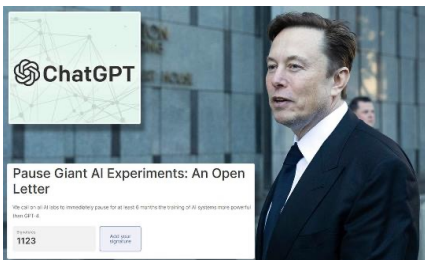 ChatGPT
Pause Giant AI Experiments: An Open
Letter
We call on all AI labs to immediately pause for at least 6 months the training of AI systems more powerful
than GPT-4.
Signatures
1123
Add your
signature